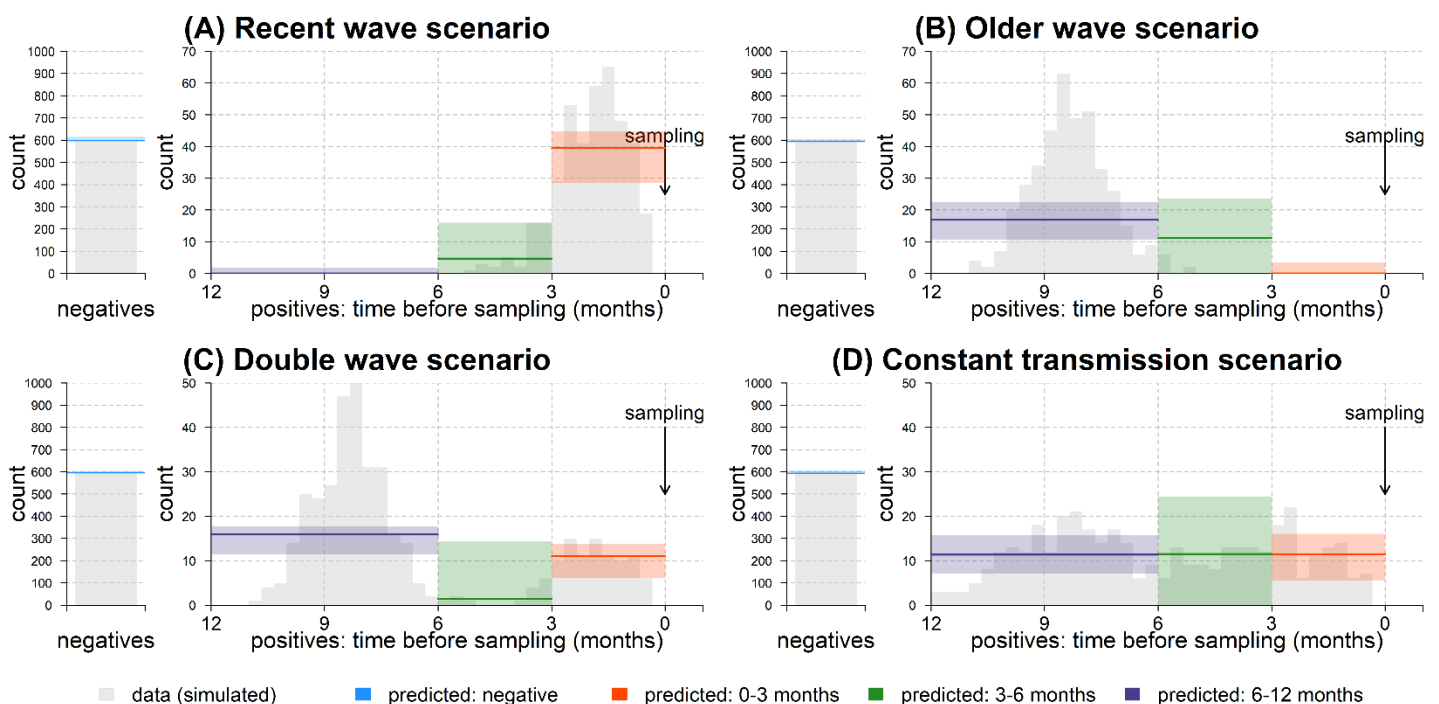 (A) Recent wave scenario
1000
900
800
700
600
500
400
300
200
100
0
count
negatives
70
60
50
40
30
20
10
0
count
sampling
12 9 6 3 0
positives: time before sampling (months)
(B) Older wave scenario
1000
900
800
700
600
500
400
300
200
100
0
count
negatives
70
60
50
40
30
20
10
0
count
sampling
12 9 6 3 0
positives: time before sampling (months)
(C) Double wave scenario
1000
900
800
700
600
500
400
300
200
100
0
count
negatives
50
40
30
20
10
0
count
sampling
12 9 6 3 0
positives: time before sampling (months)
(D) Constant transmission scenario
1000
900
800
700
600
500
400
300
200
100
0
count
negatives
50
40
30
20
10
0
count
sampling
12 9 6 3 0
positives: time before sampling (months)
data (simulated) predicted: negative predicted: 0-3 months predicted: 3-6 months predicted: 6-12 months